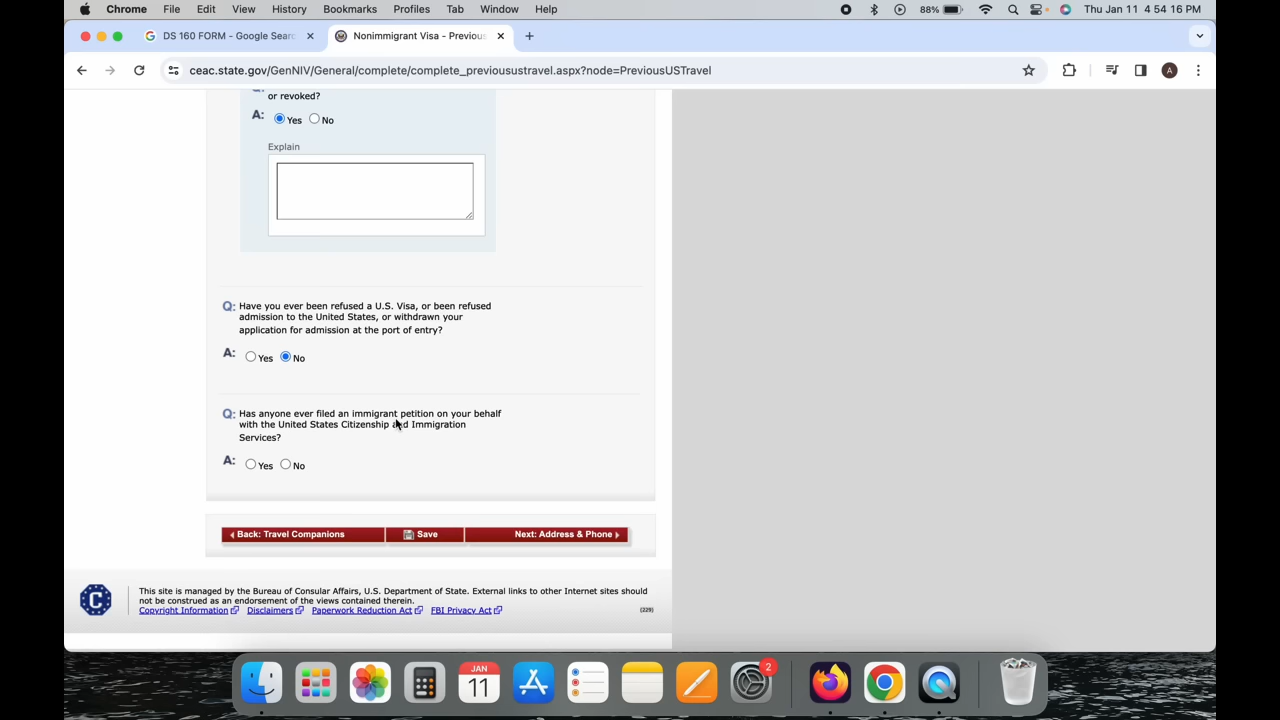 Chrome File Edit View History Bookmarks Profiles Tab Window Help 88% Thu Jan 11 4 54 16 PM
DS 160 FORM - Google Sear Nonimmigrant Visa - Previous
ceac.state.gov/GenNIV/General/complete/complete_previousustravel.aspx?node=PreviousUSTravel A
or revoked?
A: Yes No
Explain
Q: Have you ever been refused a U.S. Visa, or been refused
admission to the United States, or withdrawn your
application for admission at the port of entry?
A: Yes No
Q: Has anyone ever filed an immigrant petition on your behalf
with the United States Citizenship and Immigration
Services?
A: Yes No
Back: Travel Companions Save Next: Address & Phone
C This site is managed by the Bureau of Consular Affairs, U.S. Department of State. External links to other Internet sites should
not be construed as an endorsement of the views contained therein.
Copyright Information Disclaimers Paperwork Reduction Act FBI Privacy Act (229)
JAN
11
2